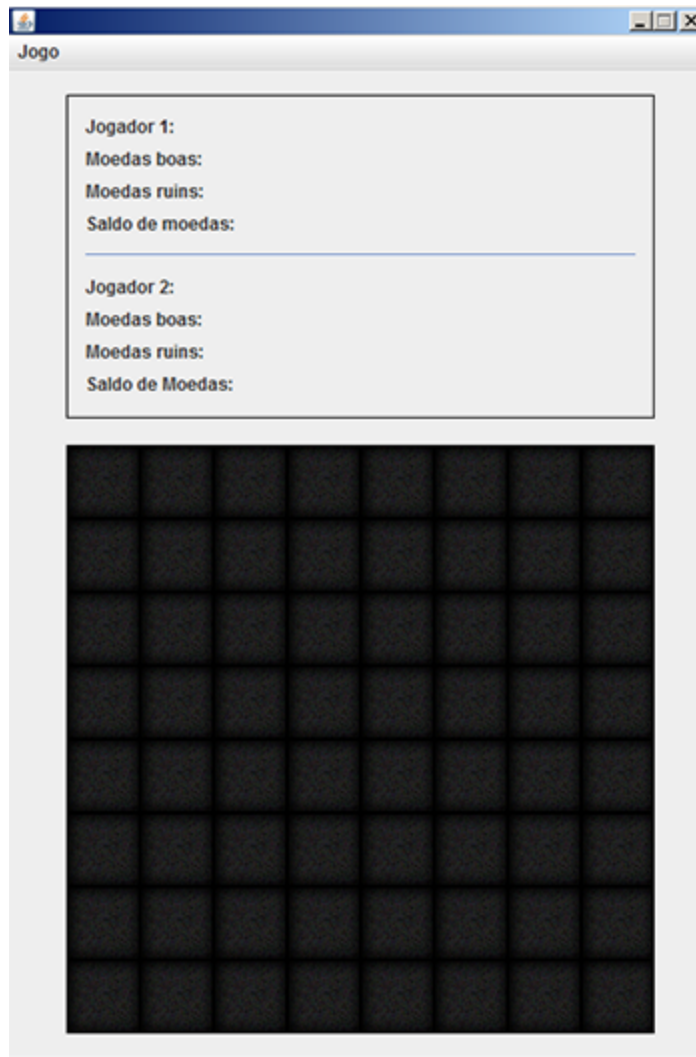 Jogo
Jogador 1:
Moedas boas:
Moedas ruins:
Saldo de moedas:
Jogador 2:
Moedas boas:
Moedas ruins:
Saldo de Moedas: